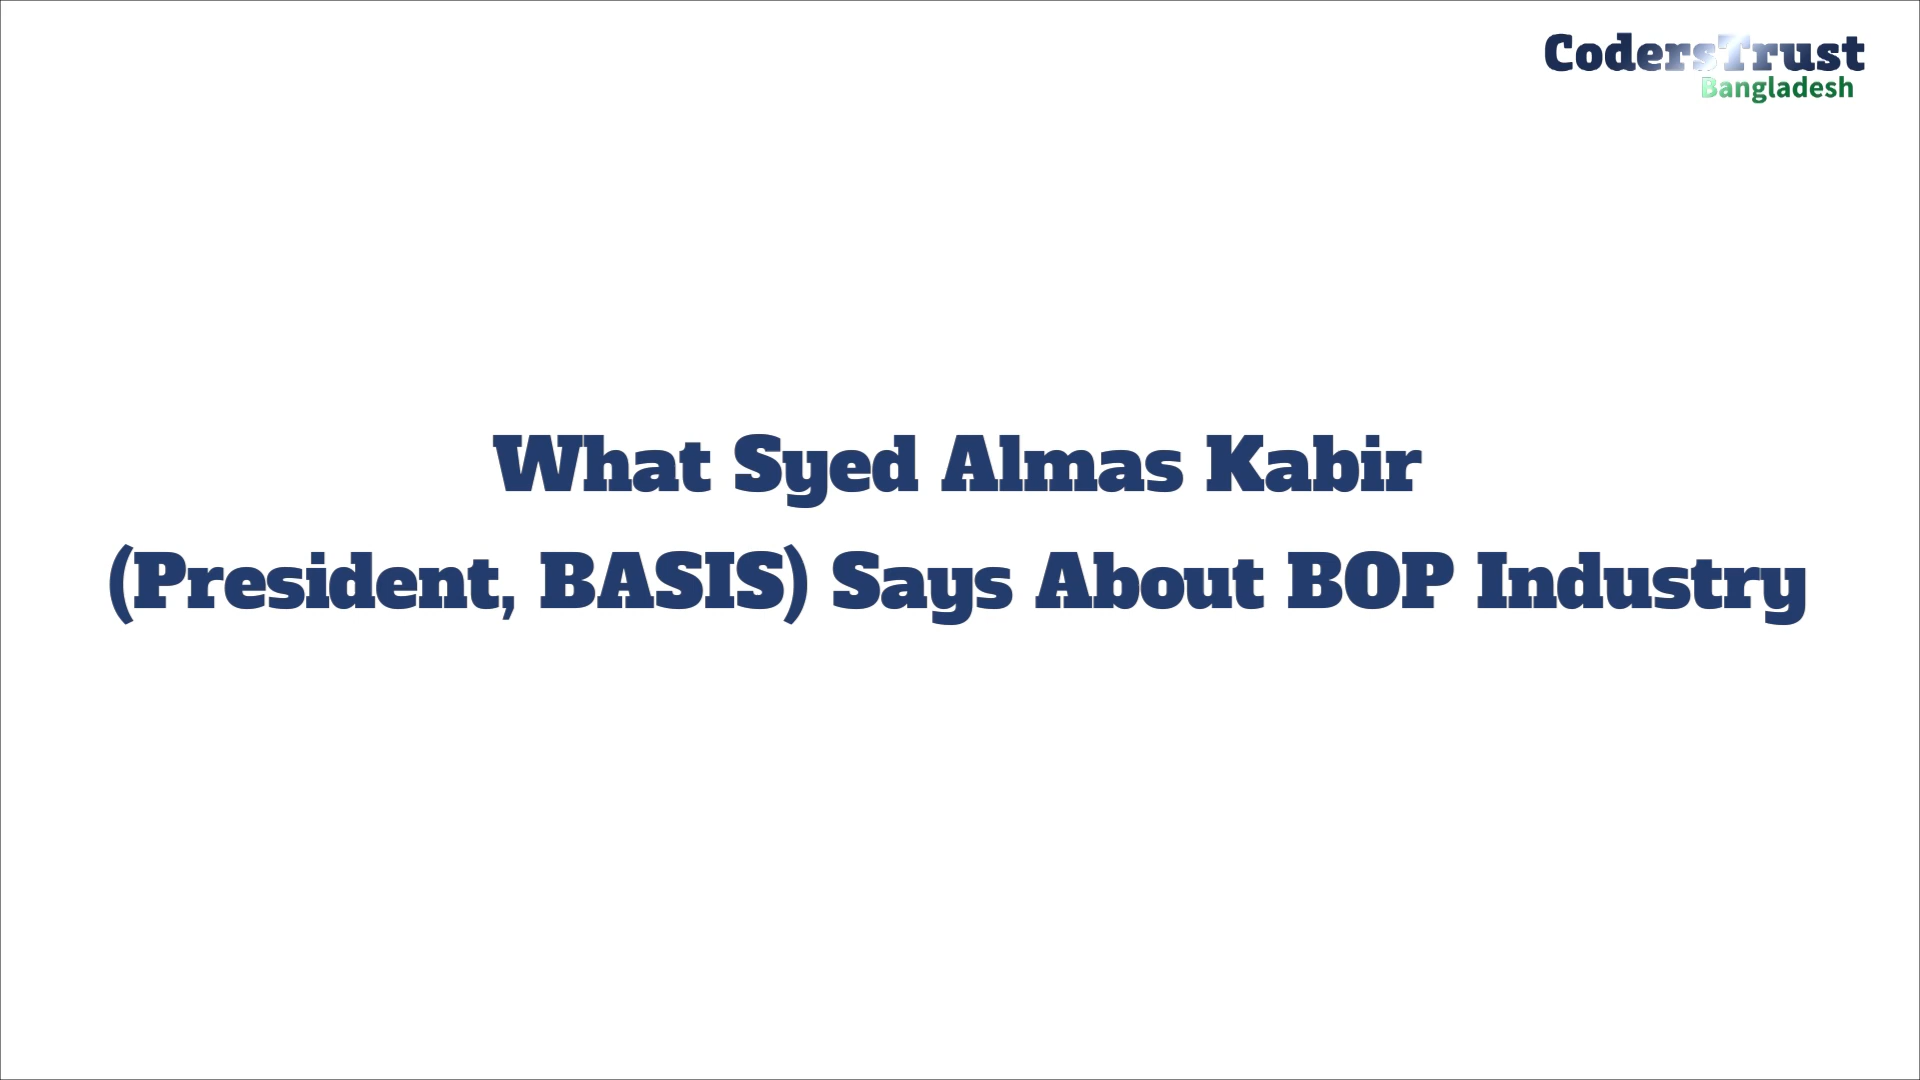 CodersTrust
Bangladesh
What Syed Almas Kabir
(President, BASIS) Says About BOP Industry